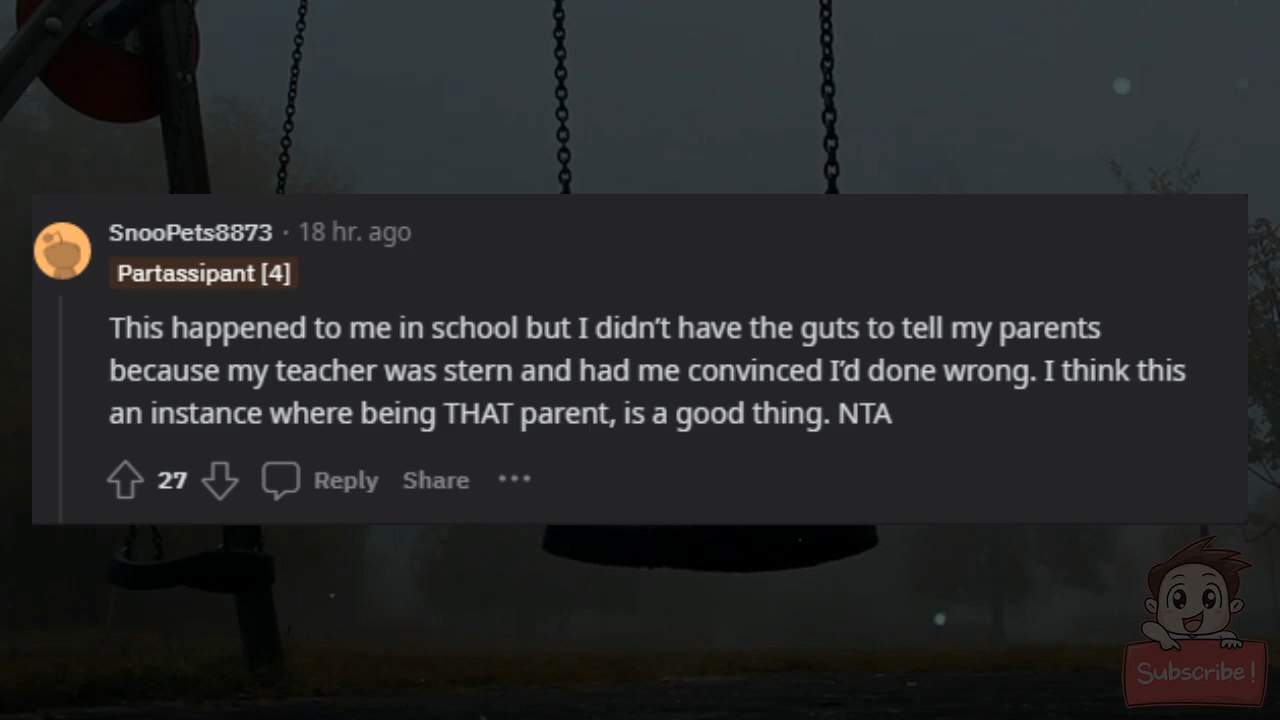 SnooPets8873 · 18 hr. ago
Partassipant [4]
This happened to me in school but I didn’t have the guts to tell my parents
because my teacher was stern and had me convinced I’d done wrong. I think this
an instance where being THAT parent, is a good thing. NTA
27 Reply Share ···
Subscribe!